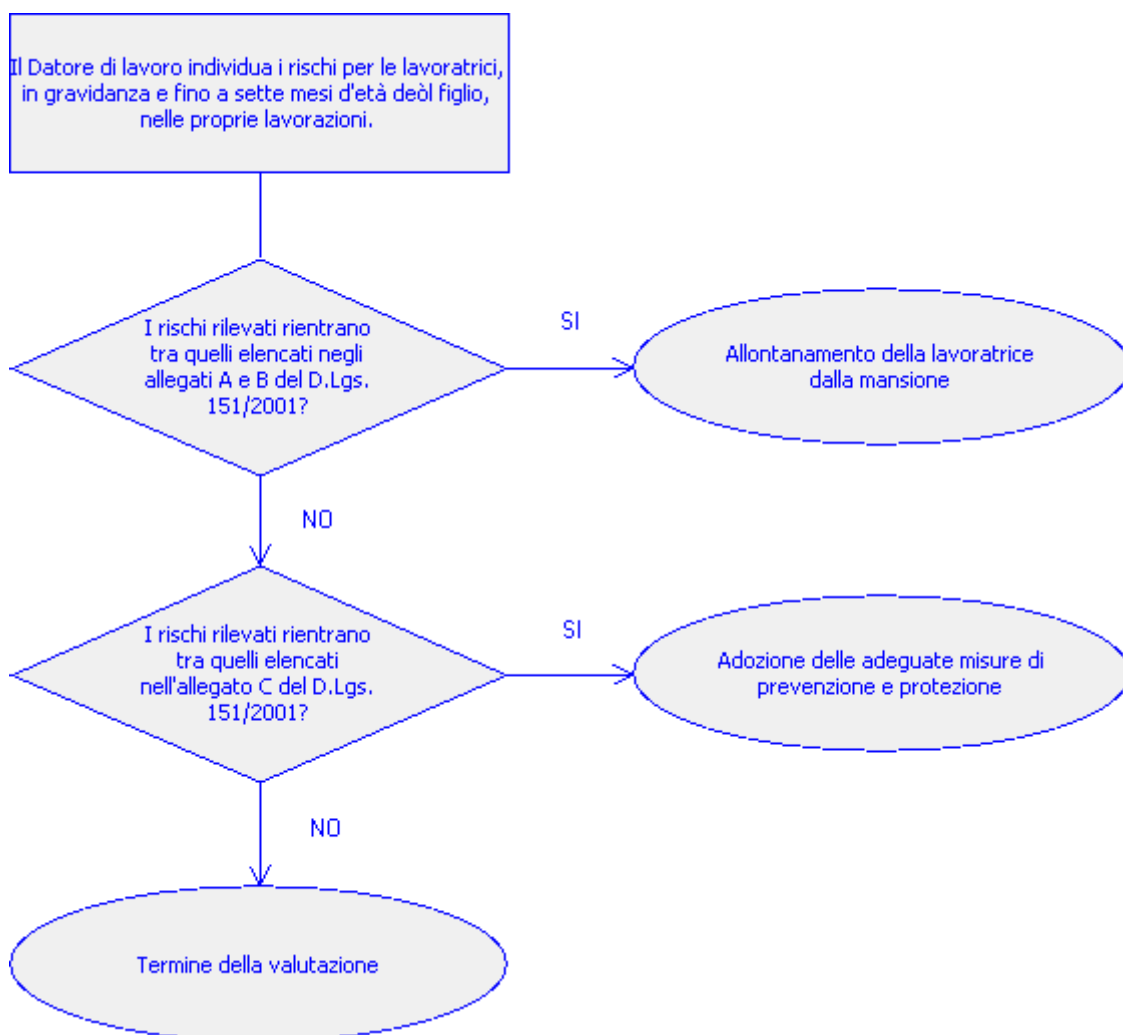 Il Datore di lavoro individua i rischi per le lavoratrici,
in gravidanza e fino a sette mesi d'età deòl figlio,
nelle proprie lavorazioni.
I rischi rilevati rientrano
tra quelli elencati negli
allegati A e B del D.Lgs.
151/2001?
SI
Allontanamento della lavoratrice
dalla mansione
NO
I rischi rilevati rientrano
tra quelli elencati
nell'allegato C del D.Lgs.
151/2001?
SI
Adozione delle adeguate misure di
prevenzione e protezione
NO
Termine della valutazione